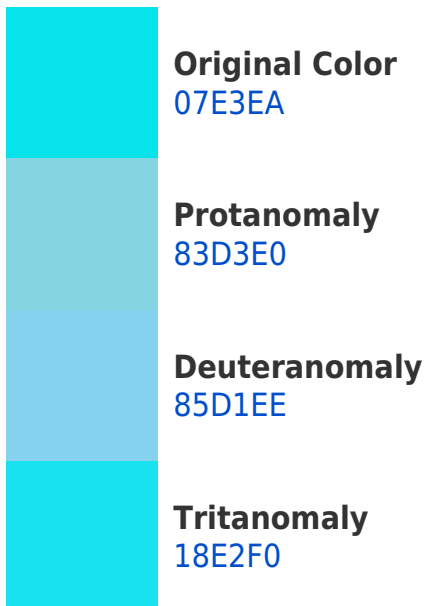 Original Color
07E3EA
Protanomaly
83D3E0
Deuteranomaly
85D1EE
Tritanomaly
18E2F0